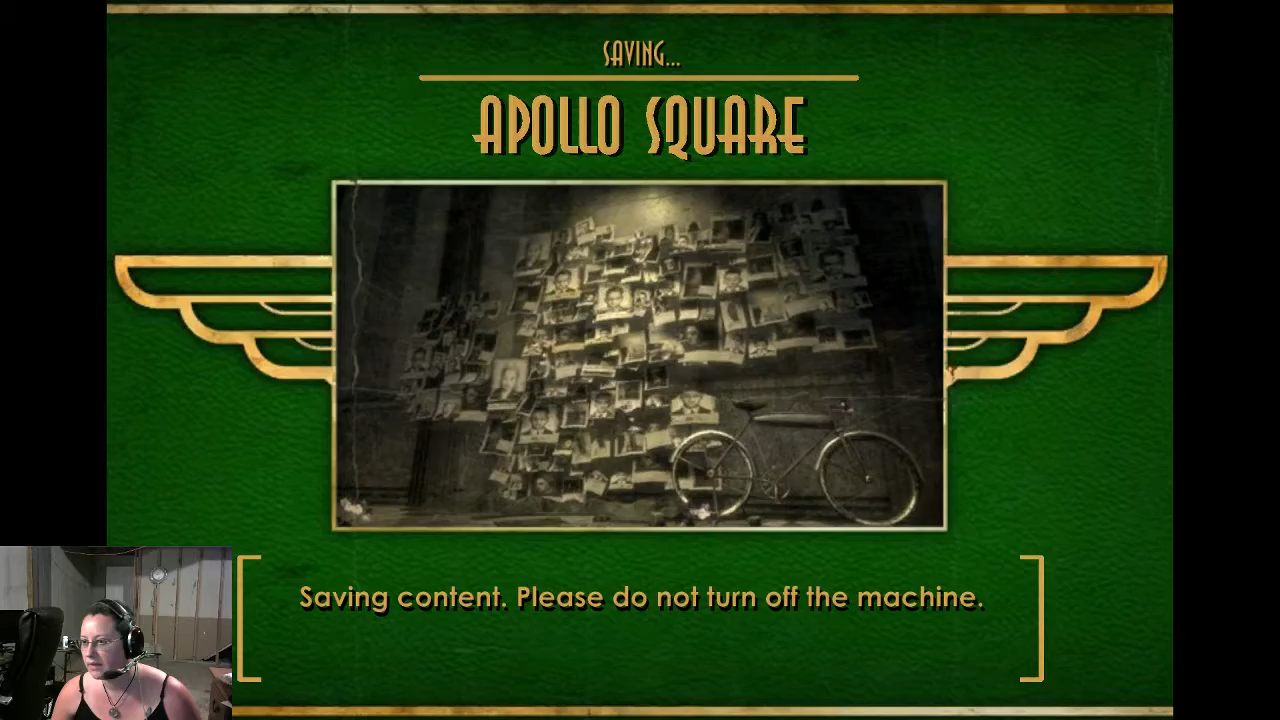 SAVING...
APOLLO SQUARE
Saving content. Please do not turn off the machine.